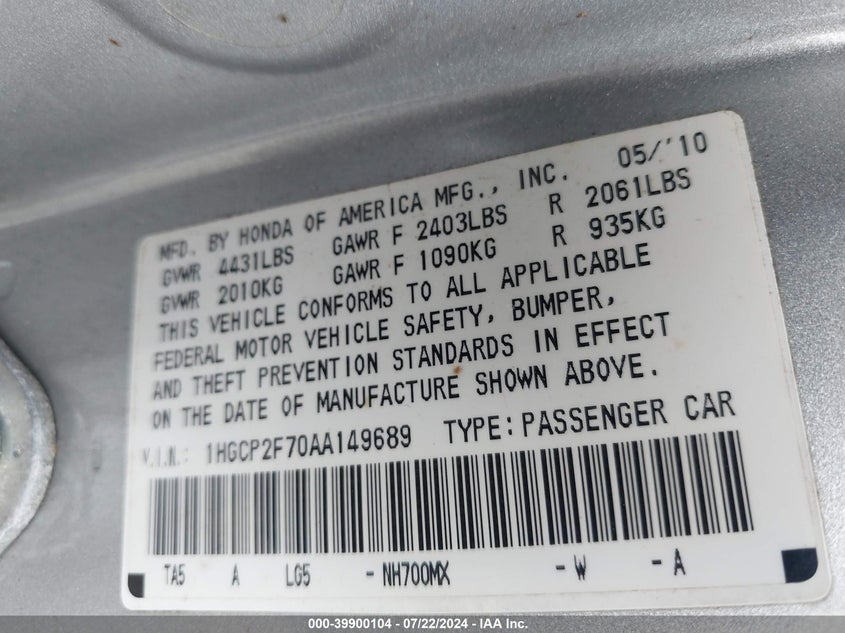 MFD. BY HONDA OF AMERICA MFG., INC. 05/'10
GVWR 4431LBS GAWR F 2403LBS R 2061LBS
GVWR 2010KG GAWR F 1090KG R 935KG
THIS VEHICLE CONFORMS TO ALL APPLICABLE
FEDERAL MOTOR VEHICLE SAFETY, BUMPER,
AND THEFT PREVENTION STANDARDS IN EFFECT
ON THE DATE OF MANUFACTURE SHOWN ABOVE.
V.I.N.: 1HGCP2F70AA149689 TYPE: PASSENGER CAR
TA5 A LG5 - NH700MX - W - A
000-39900104 - 07/22/2024 - IAA Inc.